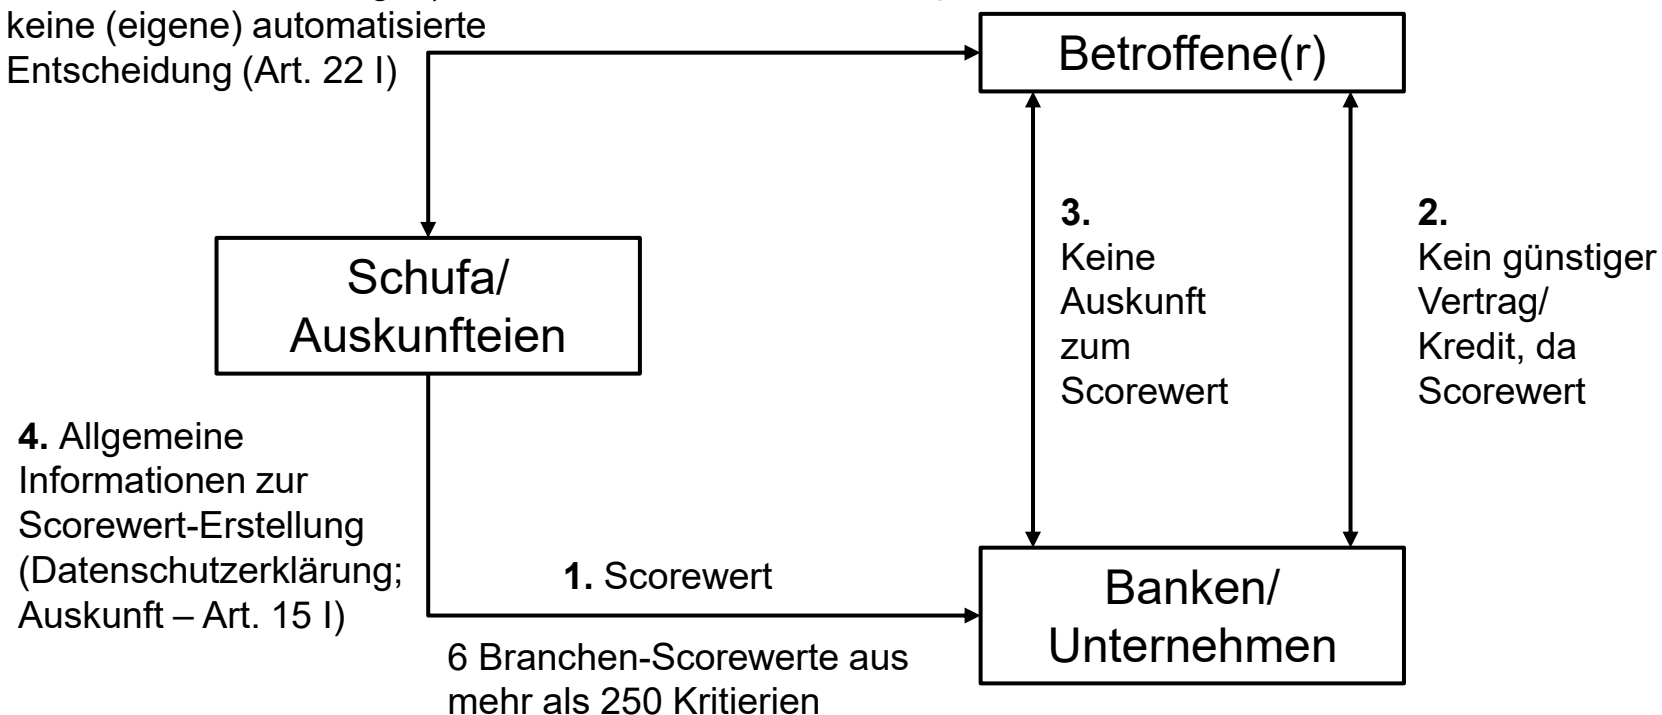 keine (eigene) automatisierte
Entscheidung (Art. 22 I)
Betroffene(r)
3.
Keine
Auskunft
zum
Scorewert
2.
Kein günstiger
Vertrag/
Kredit, da
Scorewert
Schufa/
Auskunfteien
4. Allgemeine
Informationen zur
Scorewert-Erstellung
(Datenschutzerklärung;
Auskunft – Art. 15 I)
1. Scorewert
6 Branchen-Scorewerte aus
mehr als 250 Kritierien
Banken/
Unternehmen